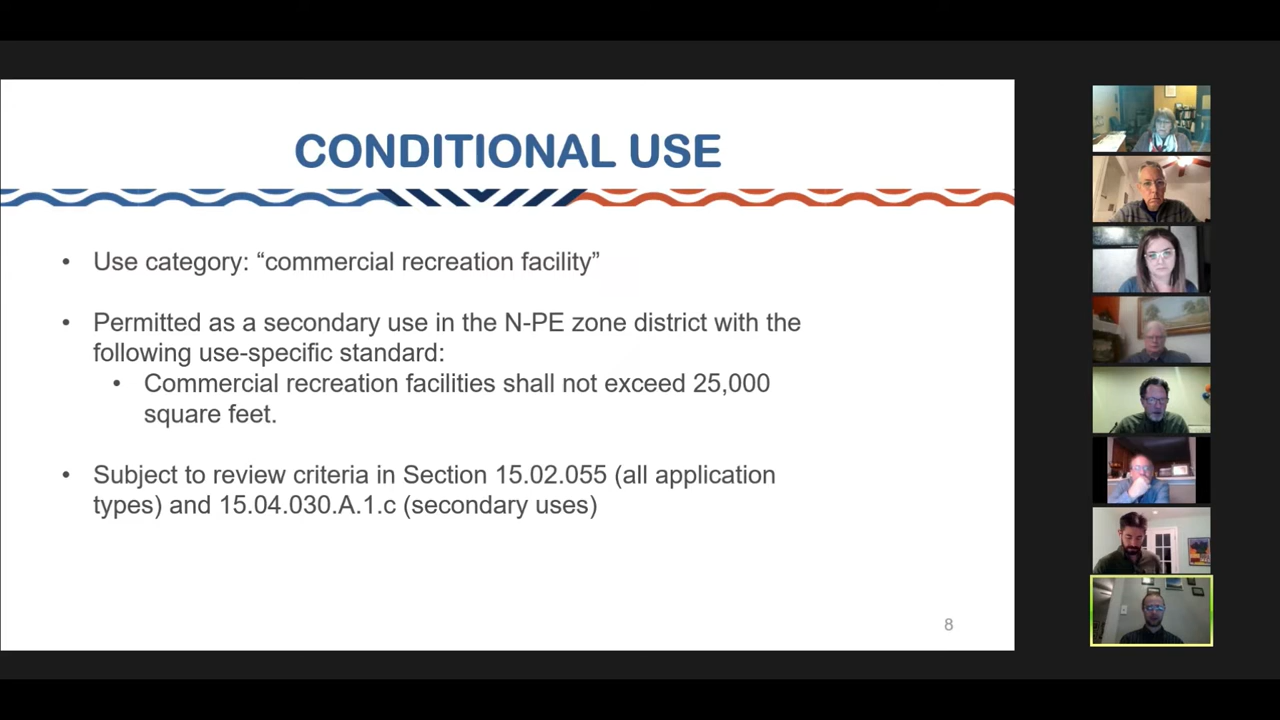 CONDITIONAL USE
• Use category: “commercial recreation facility”
• Permitted as a secondary use in the N-PE zone district with the
following use-specific standard:
• Commercial recreation facilities shall not exceed 25,000
square feet.
• Subject to review criteria in Section 15.02.055 (all application
types) and 15.04.030.A.1.c (secondary uses)
8